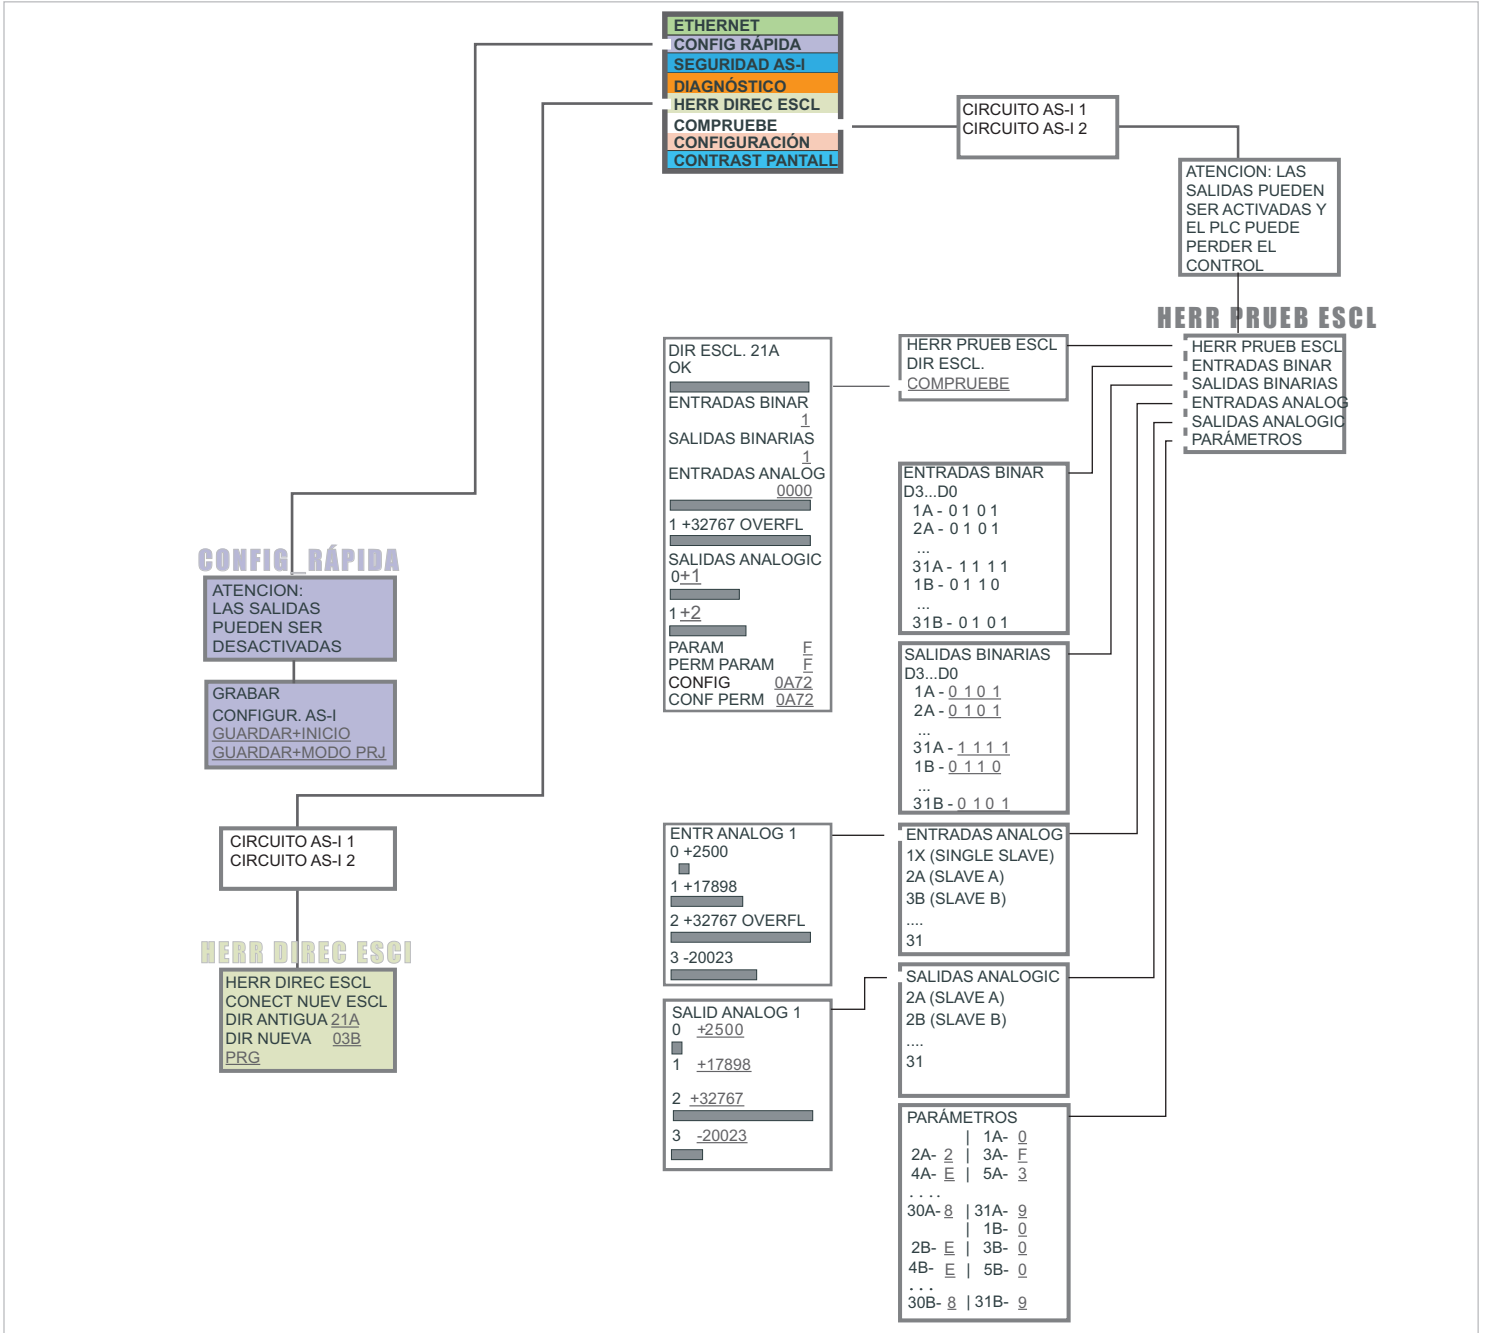 ETHERNET
CONFIG RÁPIDA
SEGURIDAD AS-I
DIAGNÓSTICO
HERR DIREC ESCL
COMPRUEBE
CONFIGURACIÓN
CONTRAST PANTALL
CIRCUITO AS-I 1
CIRCUITO AS-I 2
ATENCION: LAS
SALIDAS PUEDEN
SER ACTIVADAS Y
EL PLC PUEDE
PERDER EL
CONTROL
HERR PRUEB ESCL
HERR PRUEB ESCL
ENTRADAS BINAR
SALIDAS BINARIAS
ENTRADAS ANALOG
SALIDAS ANALOGIC
PARÁMETROS
HERR PRUEB ESCL
DIR ESCL.
COMPRUEBE
DIR ESCL. 21A
OK
ENTRADAS BINAR
1
SALIDAS BINARIAS
1
ENTRADAS ANALOG
0000
1 +32767 OVERFL
SALIDAS ANALOGIC
0+1
1 +2
PARAM F
PERM PARAM F
CONFIG 0A72
CONF PERM 0A72
ENTRADAS BINAR
D3...D0
1A - 0 1 0 1
2A - 0 1 0 1
...
31A - 1 1 1 1
1B - 0 1 1 0
...
31B - 0 1 0 1
SALIDAS BINARIAS
D3...D0
1A - 0 1 0 1
2A - 0 1 0 1
...
31A - 1 1 1 1
1B - 0 1 1 0
...
31B - 0 1 0 1
CONFIG_RÁPIDA
ATENCION:
LAS SALIDAS
PUEDEN SER
DESACTIVADAS
GRABAR
CONFIGUR. AS-I
GUARDAR+INICIO
GUARDAR+MODO PRJ
CIRCUITO AS-I 1
CIRCUITO AS-I 2
HERR DIREC ESCl
HERR DIREC ESCL
CONECT NUEV ESCL
DIR ANTIGUA 21A
DIR NUEVA 03B
PRG
ENTR ANALOG 1
0 +2500
1 +17898
2 +32767 OVERFL
3 -20023
ENTRADAS ANALOG
1X (SINGLE SLAVE)
2A (SLAVE A)
3B (SLAVE B)
....
31
SALID ANALOG 1
0 +2500
1 +17898
2 +32767
3 -20023
SALIDAS ANALOGIC
2A (SLAVE A)
2B (SLAVE B)
....
31
PARÁMETROS
| 1A- 0
2A- 2 | 3A- F
4A- E | 5A- 3
. . . .
30A- 8 | 31A- 9
| 1B- 0
2B- E | 3B- 0
4B- E | 5B- 0
. . .
30B- 8 | 31B- 9